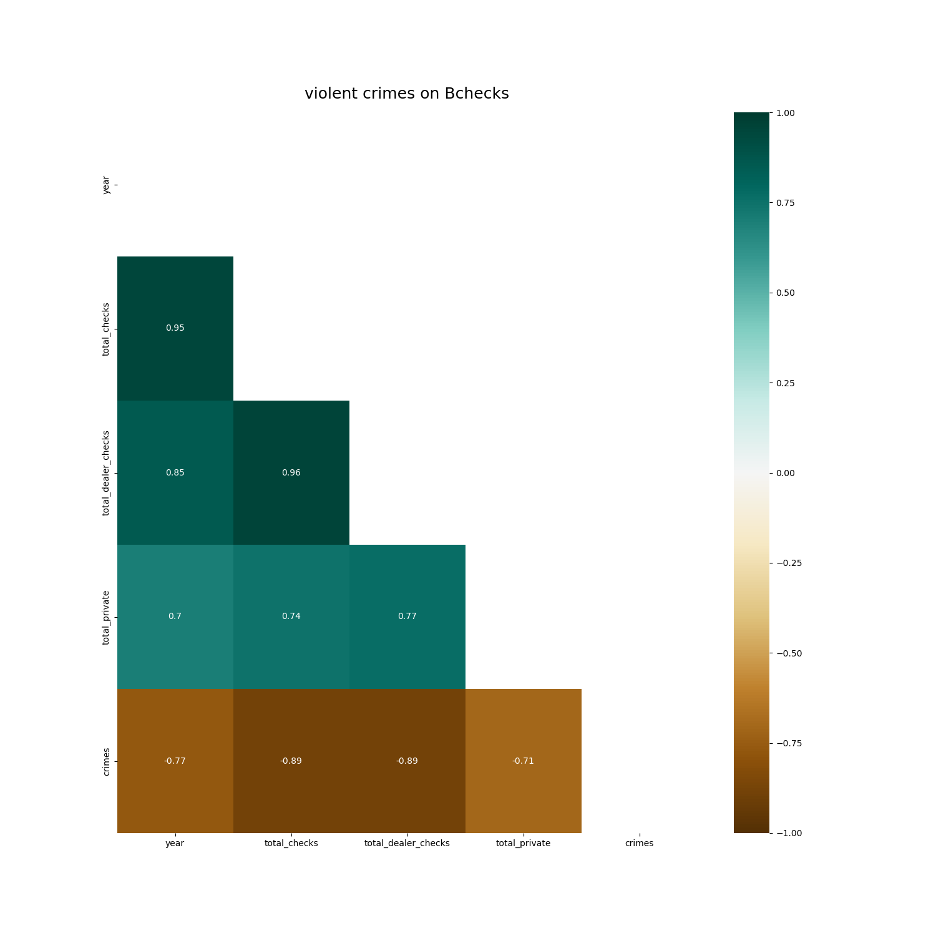 violent crimes on Bchecks
year
total_checks
total_dealer_checks
total_private
crimes
0.95
0.85 0.96
0.7 0.74 0.77
-0.77 -0.89 -0.89 -0.71
year total_checks total_dealer_checks total_private crimes
1.00
0.75
0.50
0.25
0.00
−0.25
−0.50
−0.75
−1.00